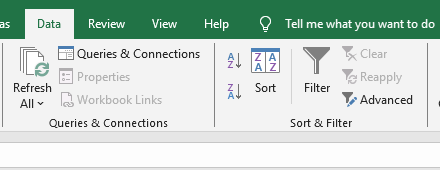 as Data Review View Help Tell me what you want to do
Refresh All
Queries & Connections
Properties
Workbook Links
Queries & Connections
A Z
Z A
Z A A Z
Sort
Filter
Clear
Reapply
Advanced
Sort & Filter